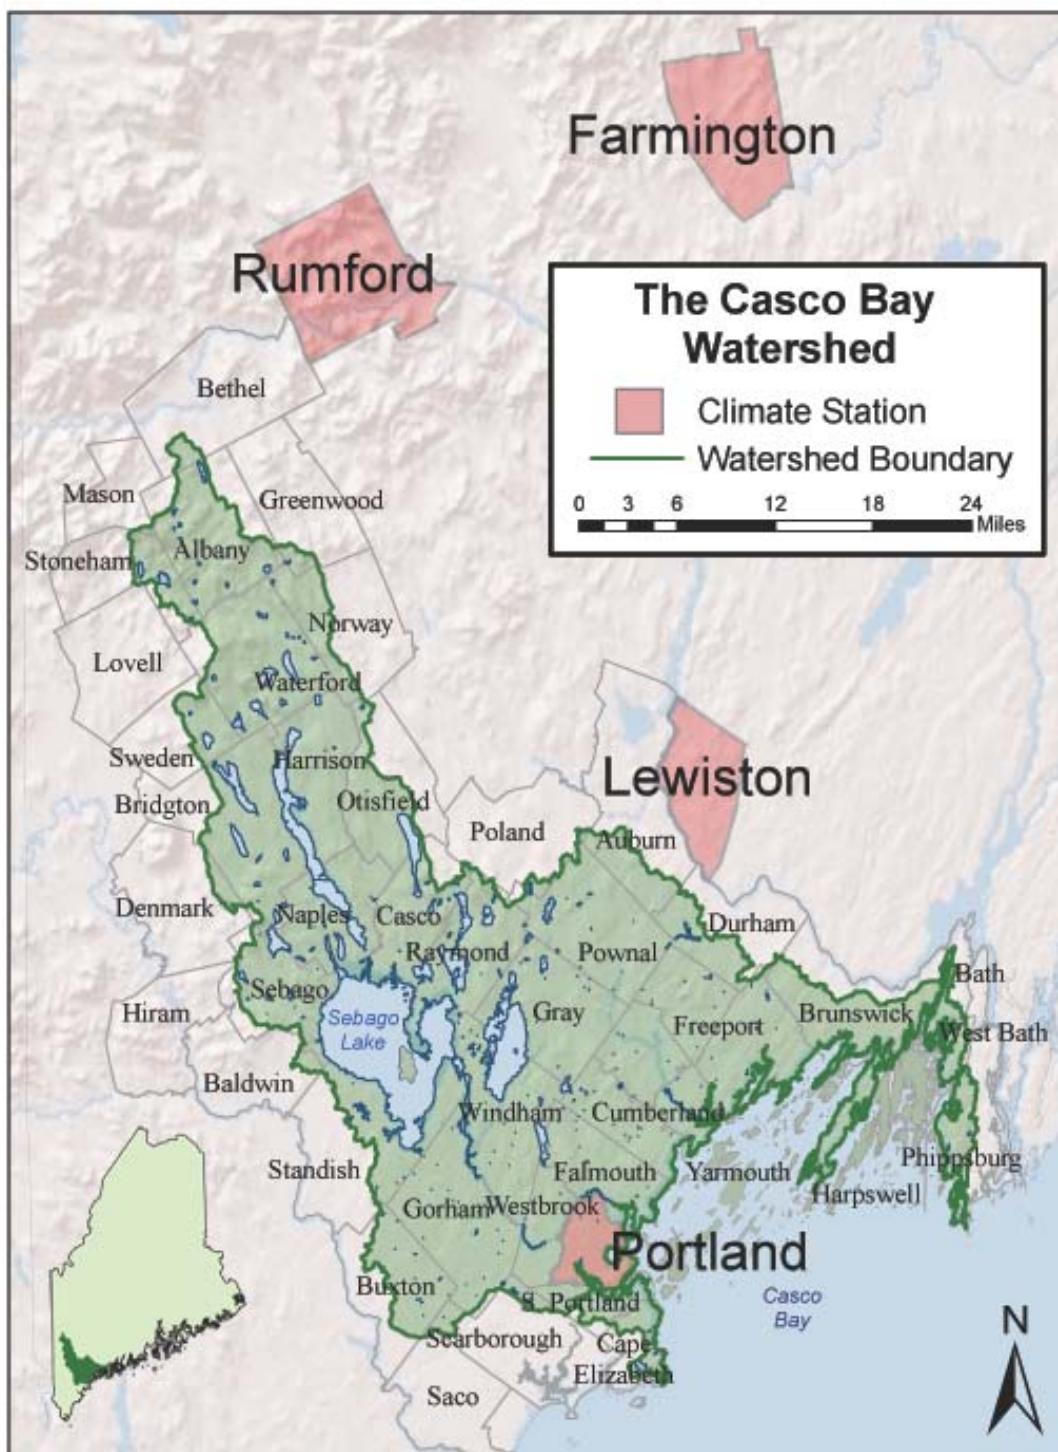 Farmington
Rumford
The Casco Bay
Watershed
Climate Station
Watershed Boundary
0 3 6 12 18 24
Miles
Bethel
Mason
Greenwood
Stoneham
Albany
Norway
Lovell
Waterford
Sweden
Harrison
Bridgton
Otisfield
Lewiston
Poland
Auburn
Denmark
Naples
Casco
Durham
Raymond
Pownal
Sebago
Bath
Hiram
Sebago
Lake
Gray
Freeport
Brunswick
West Bath
Baldwin
Windham
Cumberland
Standish
Falmouth
Yarmouth
Phippsburg
Harpswell
Gorham
Westbrook
Portland
Buxton
S. Portland
Casco
Bay
Scarborough
Cape
Elizabeth
Saco
N